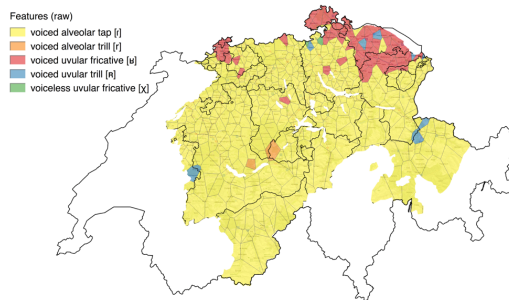 Features (raw)
voiced alveolar tap [ɾ]
voiced alveolar trill [r]
voiced uvular fricative [ʁ]
voiced uvular trill [ʀ]
voiceless uvular fricative [χ]